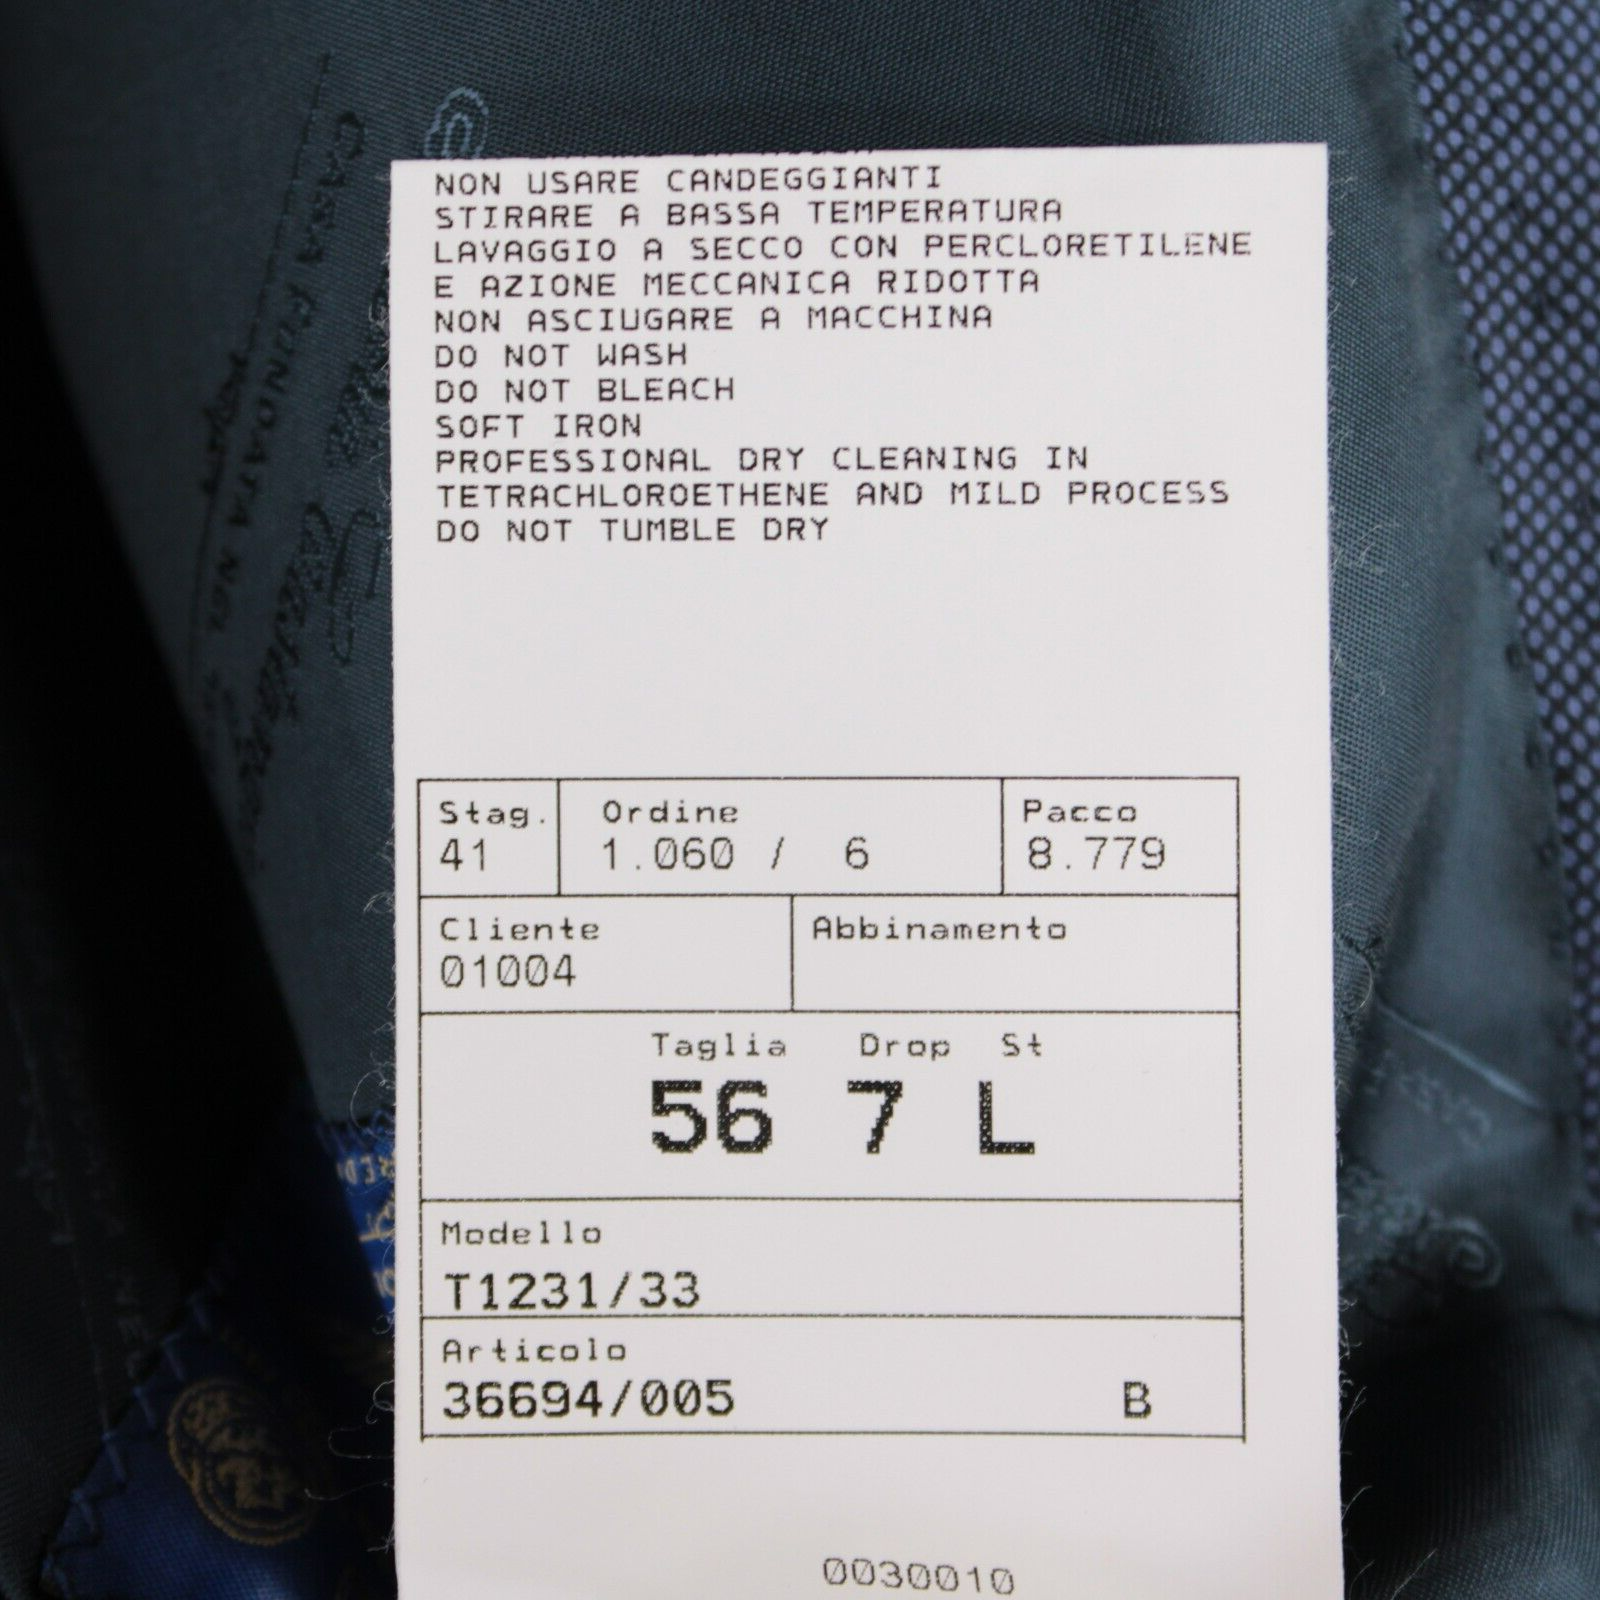 NON USARE CANDEGGIANTI
STIRARE A BASSA TEMPERATURA
LAVAGGIO A SECCO CON PERCLORETILENE
E AZIONE MECCANICA RIDOTTA
NON ASCIUGARE A MACCHINA
DO NOT WASH
DO NOT BLEACH
SOFT IRON
PROFESSIONAL DRY CLEANING IN
TETRACHLOROETHENE AND MILD PROCESS
DO NOT TUMBLE DRY
Stag. Ordine Pacco
41 1.060 / 6 8.779
Cliente Abbinamento
01004
Taglia Drop St
56 7 L
Modello
T1231/33
Articolo
36694/005 B
0030010
CASA FONDATA NEL